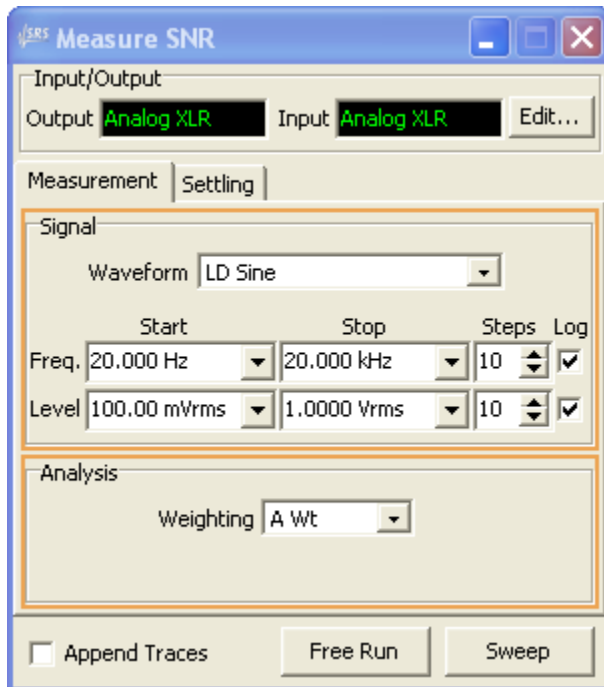 SRS Measure SNR
Input/Output
Output Analog XLR Input Analog XLR Edit...
Measurement Settling
Signal
Waveform LD Sine
Start Stop Steps Log
Freq. 20.000 Hz 20.000 kHz 10
Level 100.00 mVrms 1.0000 Vrms 10
Analysis
Weighting A Wt
Append Traces Free Run Sweep